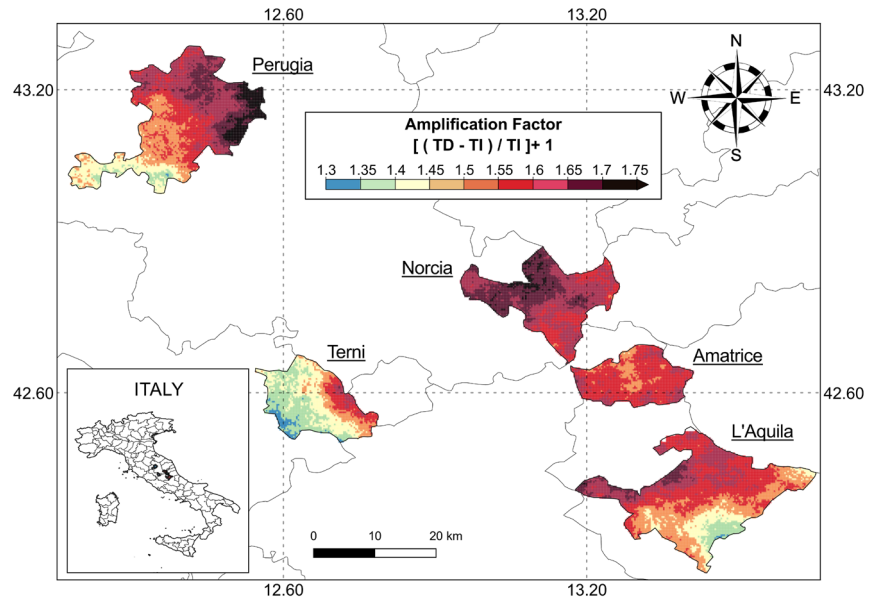 12.60 13.20
Perugia
N
43.20 43.20
W E
S
Amplification Factor
[ ( TD - TI ) / TI ]+ 1
1.3 1.35 1.4 1.45 1.5 1.55 1.6 1.65 1.7 1.75
Norcia
Terni
Amatrice
42.60 42.60
ITALY
L'Aquila
0 10 20 km
12.60 13.20